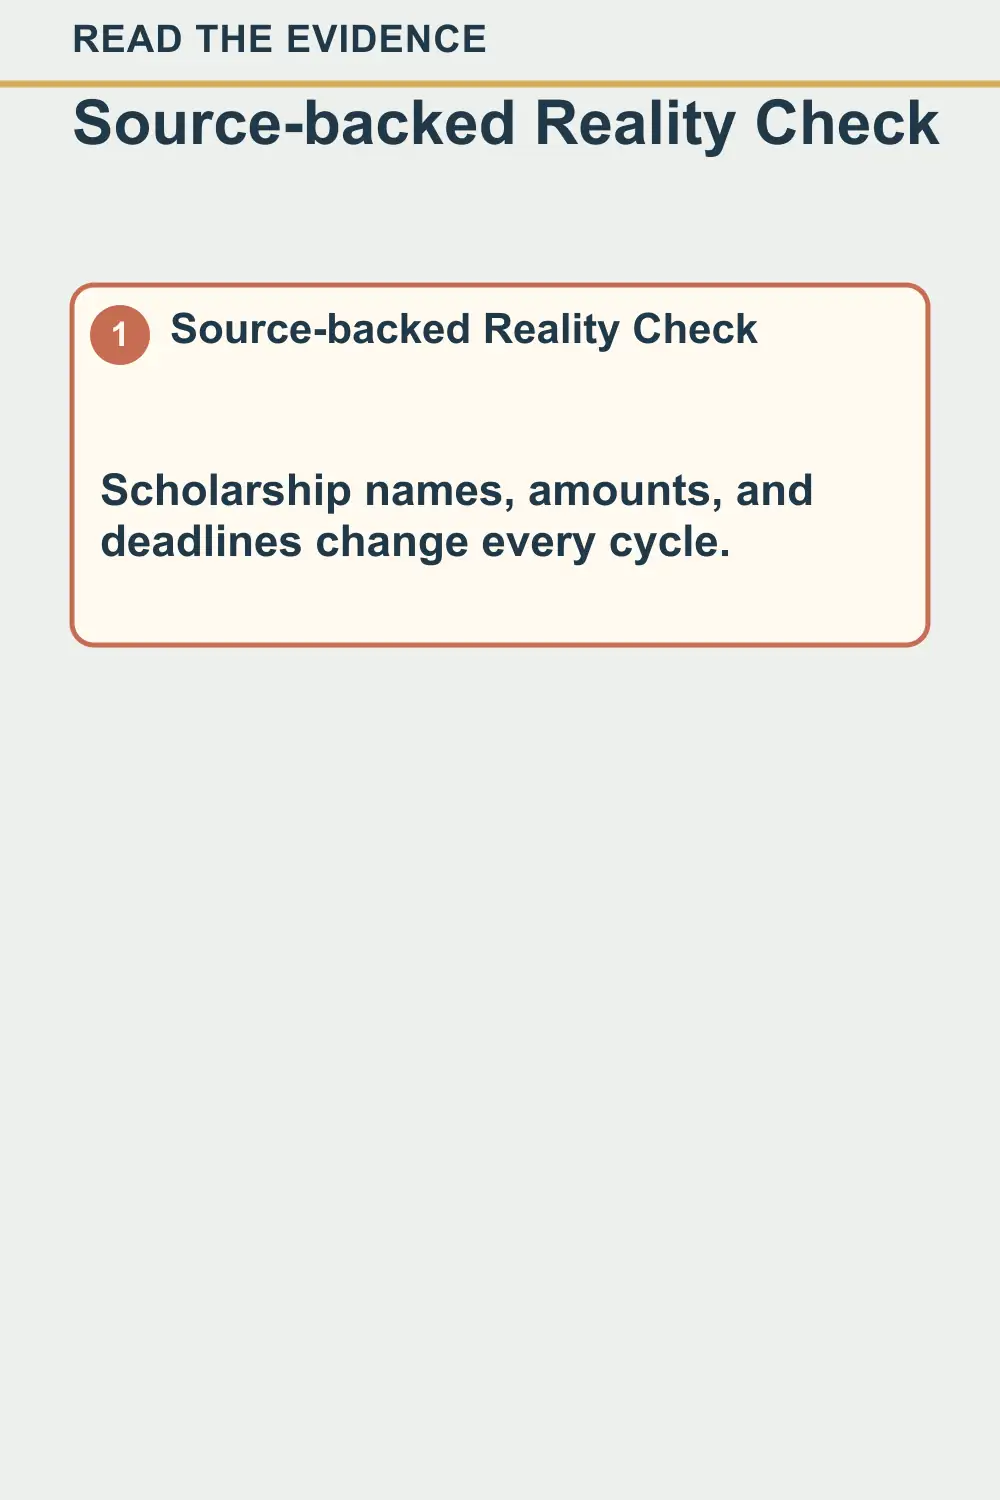 READ THE EVIDENCE
Source-backed Reality Check
1 Source-backed Reality Check
Scholarship names, amounts, and
deadlines change every cycle.